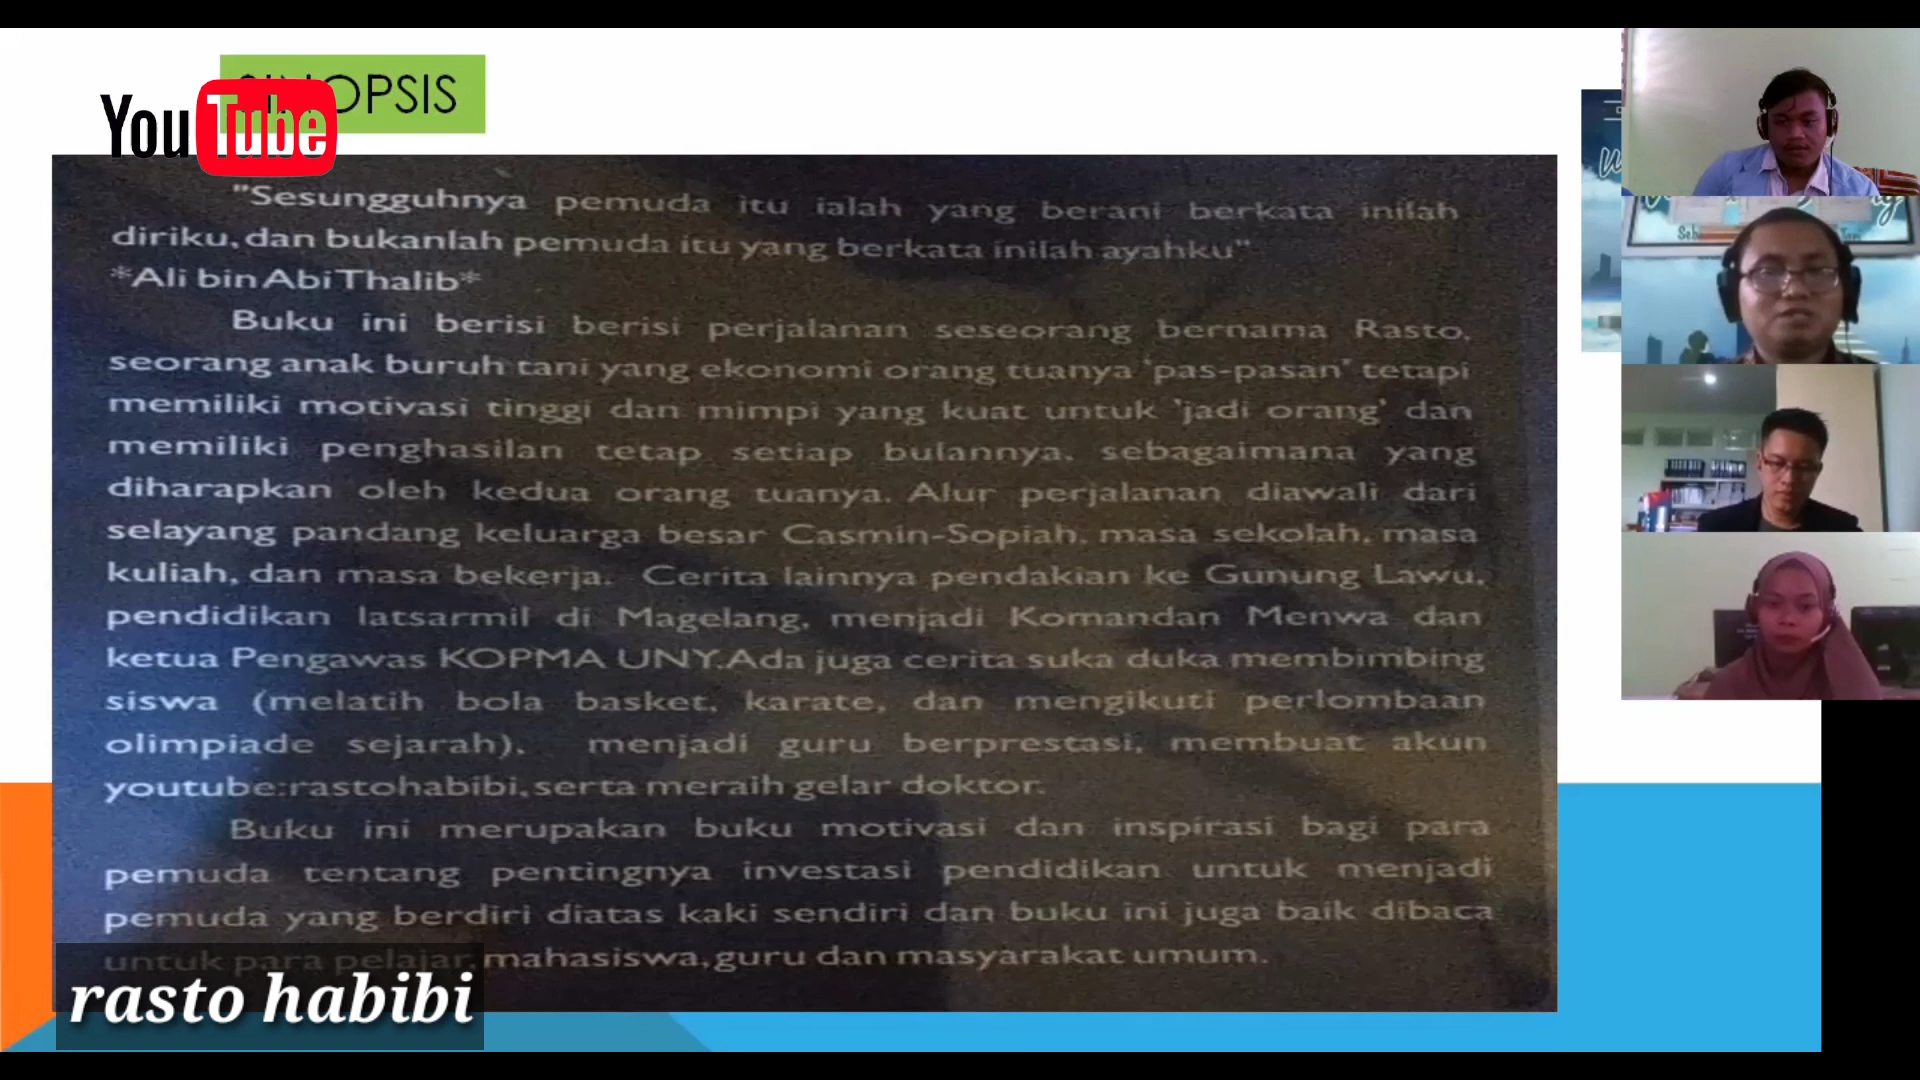 SINOPSIS
YouTube
"Sesungguhnya pemuda itu ialah yang berani berkata inilah
diriku, dan bukanlah pemuda itu yang berkata inilah ayahku"
*Ali bin Abi Thalib*
Buku ini berisi berisi perjalanan seseorang bernama Rasto,
seorang anak buruh tani yang ekonomi orang tuanya 'pas-pasan' tetapi
memiliki motivasi tinggi dan mimpi yang kuat untuk 'jadi orang' dan
memiliki penghasilan tetap setiap bulannya, sebagaimana yang
diharapkan oleh kedua orang tuanya. Alur perjalanan diawali dari
selayang pandang keluarga besar Casmin-Sopiah, masa sekolah, masa
kuliah, dan masa bekerja. Cerita lainnya pendakian ke Gunung Lawu,
pendidikan latsarmil di Magelang, menjadi Komandan Menwa dan
ketua Pengawas KOPMA UNY. Ada juga cerita suka duka membimbing
siswa (melatih bola basket, karate, dan mengikuti perlombaan
olimpiade sejarah), menjadi guru berprestasi, membuat akun
youtube:rastohabibi, serta meraih gelar doktor.
Buku ini merupakan buku motivasi dan inspirasi bagi para
pemuda tentang pentingnya investasi pendidikan untuk menjadi
pemuda yang berdiri diatas kaki sendiri dan buku ini juga baik dibaca
untuk para pelajar, mahasiswa, guru dan masyarakat umum.
rasto habibi